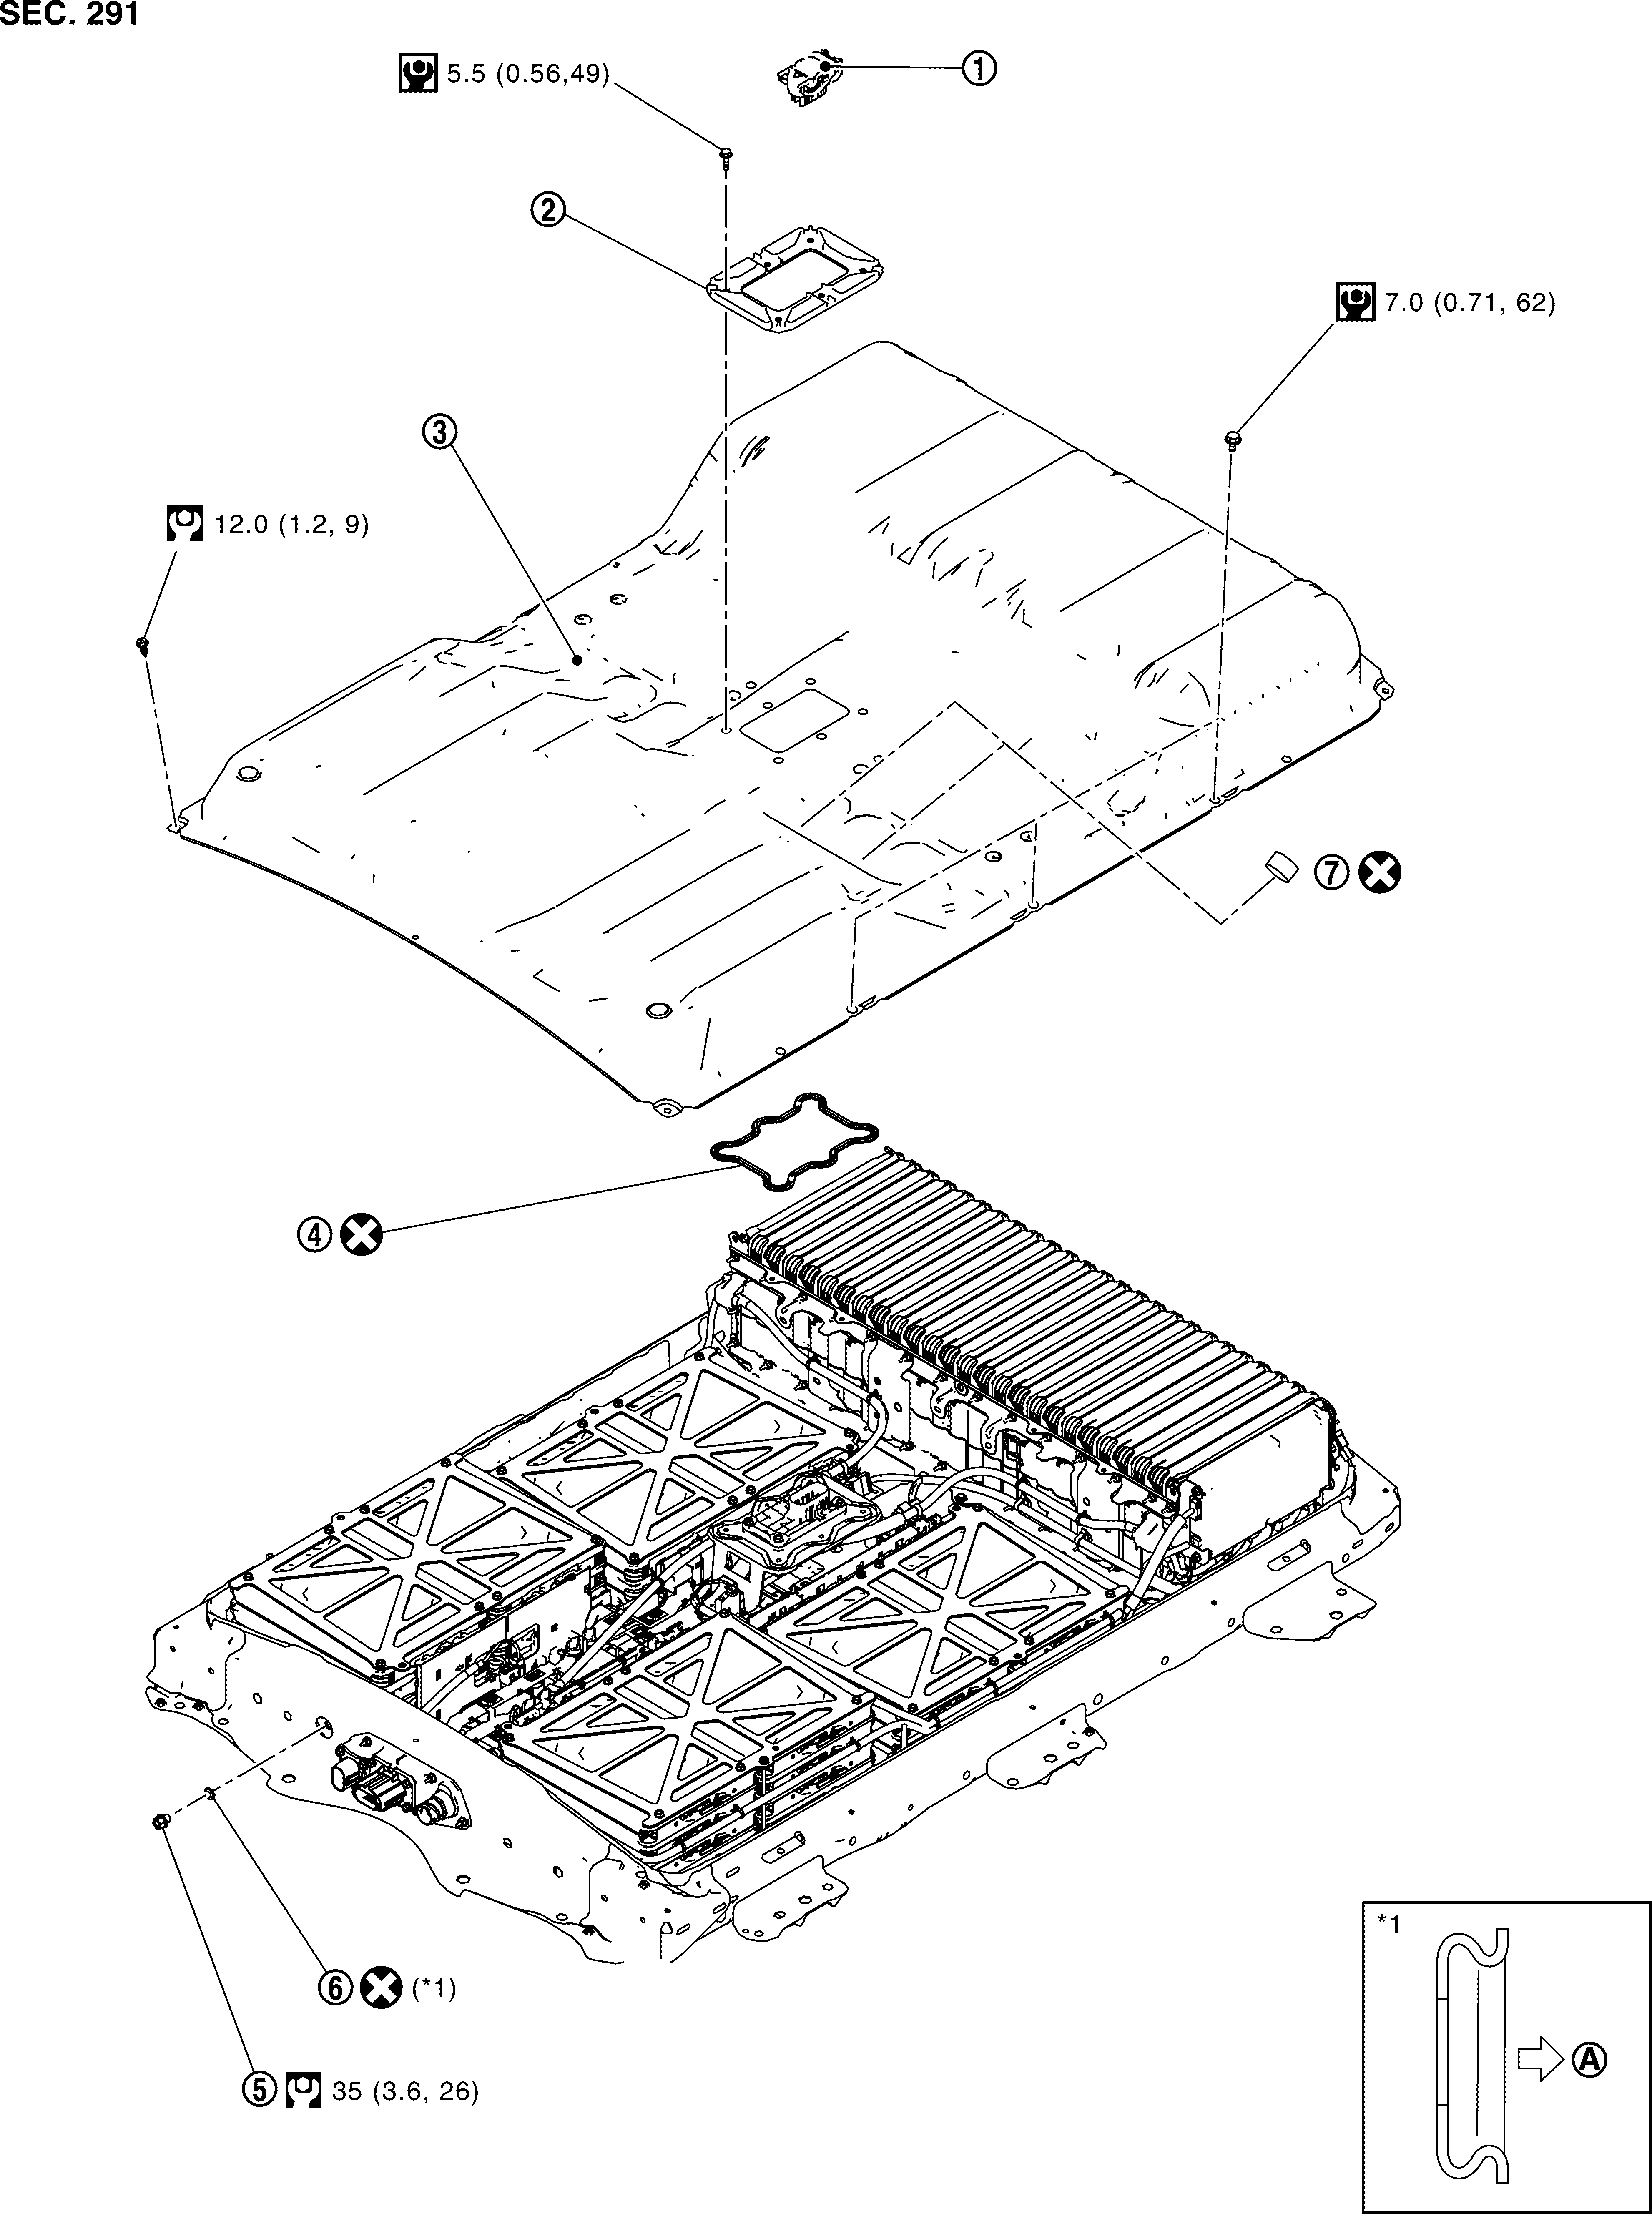 SEC. 291
1
5.5 (0.56,49)
2
7.0 (0.71, 62)
3
12.0 (1.2, 9)
7
4
*1
A
6 (*1)
5 35 (3.6, 26)